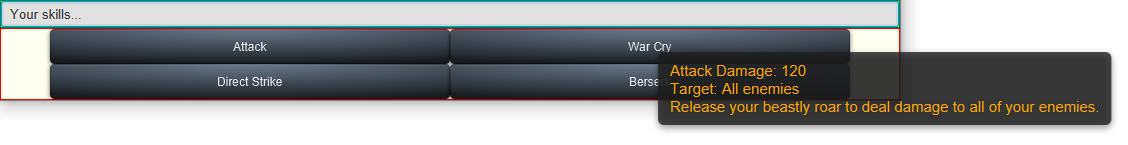 Your skills...
Attack
War Cry
Direct Strike
Berser
Attack Damage: 120
Target: All enemies
Release your beastly roar to deal damage to all of your enemies.